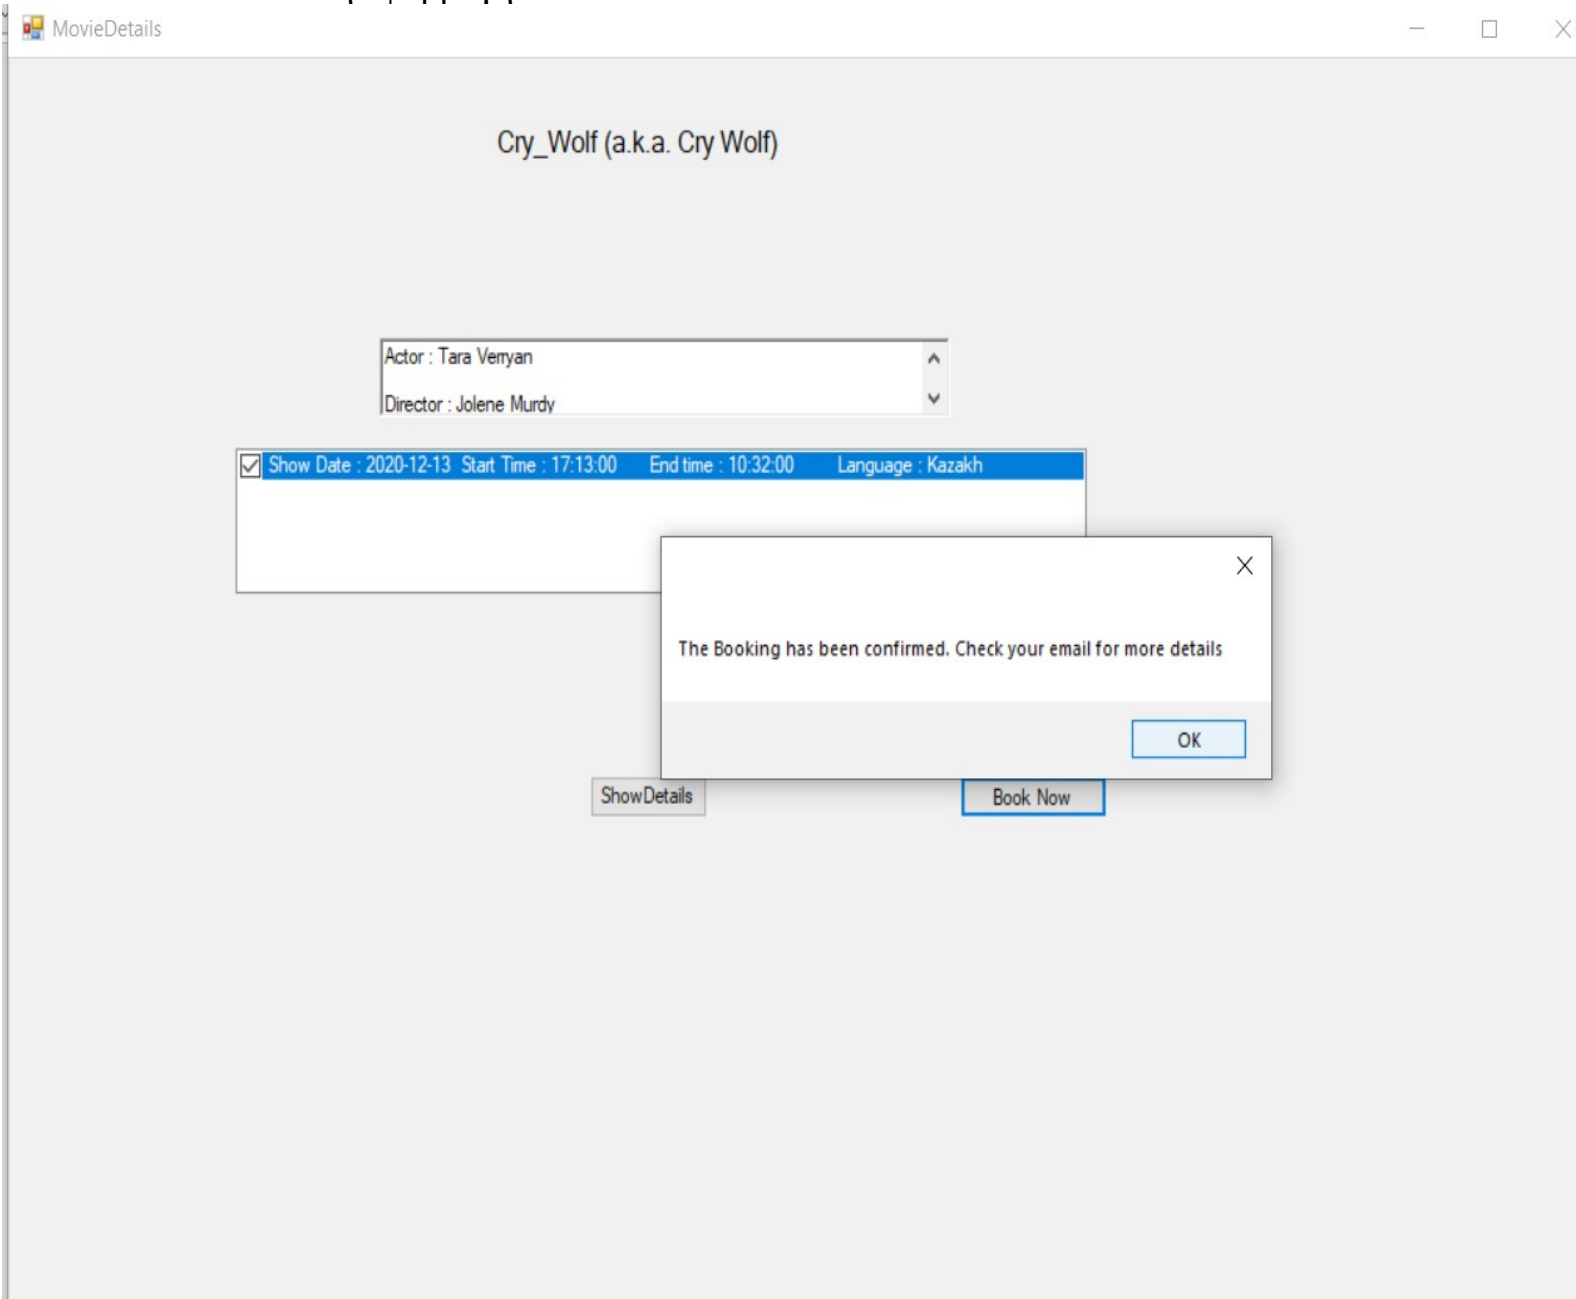 MovieDetails
Cry_Wolf (a.k.a. Cry Wolf)
Actor : Tara Verryan
Director : Jolene Murdy
Show Date : 2020-12-13 Start Time : 17:13:00 End time : 10:32:00 Language : Kazakh
The Booking has been confirmed. Check your email for more details
OK
ShowDetails
Book Now